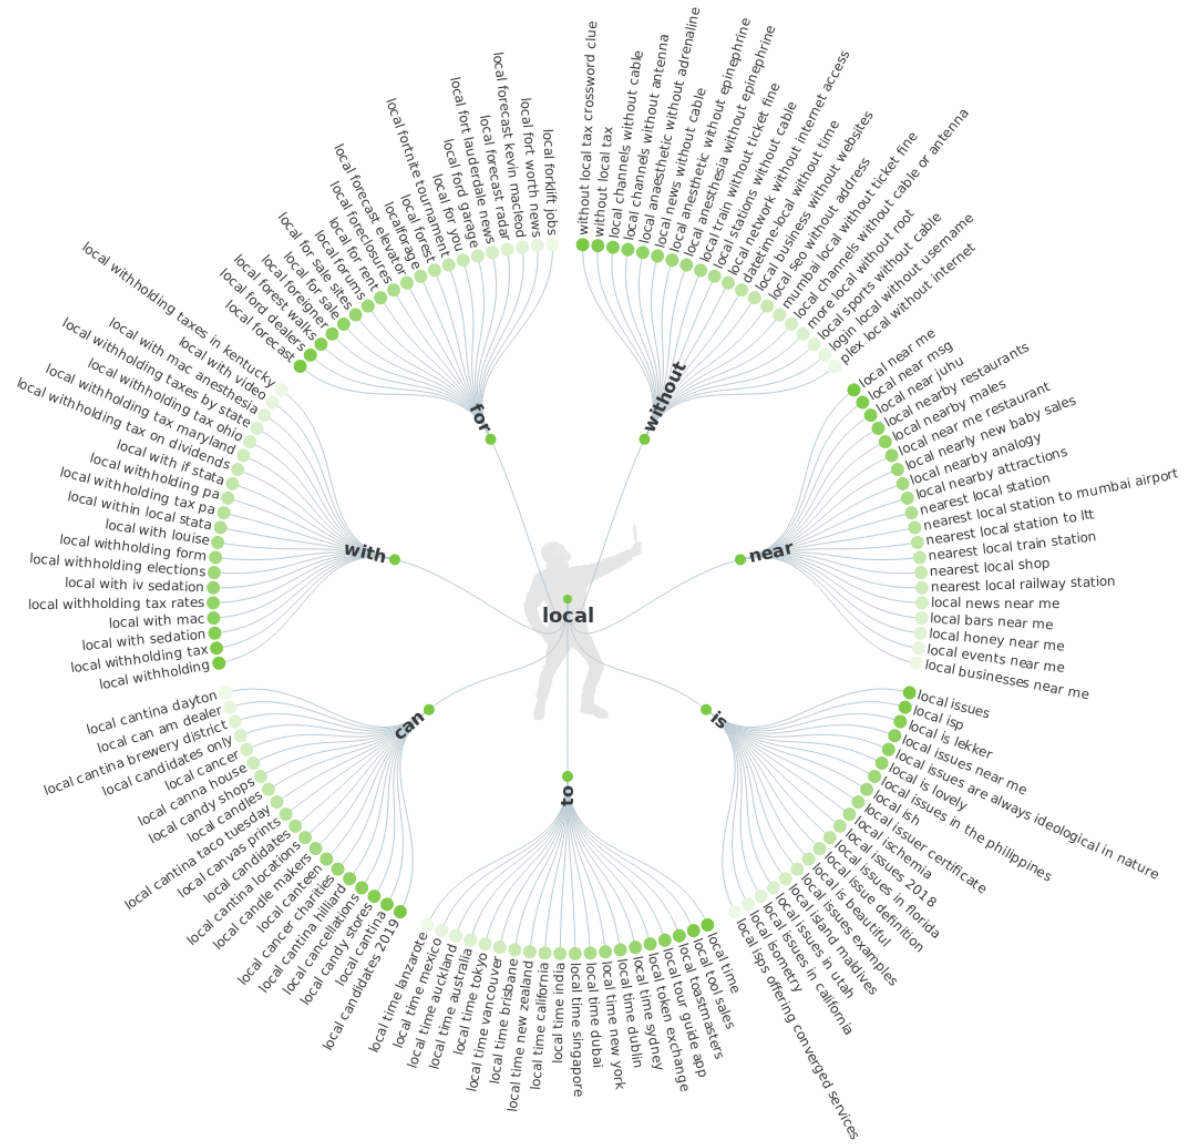 local
without
without local tax crossword clue
without local tax
local channels without cable
local channels without antenna
local anaesthetic without adrenaline
local news without cable
local anesthetic without epinephrine
local anesthesia without epinephrine
local train without ticket fine
local stations without cable
local network without internet access
datetime-local without time
local business without websites
local seo without address
mumbai local without ticket fine
local channels without cable or antenna
more local without root
local sports without cable
login local without username
plex local without internet
near
local near me
local near msg
local near juhu
local nearby restaurants
local nearby males
local near me restaurant
local nearly new baby sales
local nearby analogy
local nearby attractions
nearest local station
nearest local station to mumbai airport
nearest local station to ltt
nearest local train station
nearest local shop
nearest local railway station
local news near me
local bars near me
local honey near me
local events near me
local businesses near me
is
local issues
local isp
local is lekker
local issues near me
local issues are always ideological in nature
local is lovely
local issues in the philippines
local ish
local issuer certificate
local ischemia
local issues 2018
local issues in florida
local issue definition
local is beautiful
local issues examples
local island maldives
local issues in utah
local issues in california
local isometry
local isps offering converged services
to
local time
local tool sales
local toastmasters
local tour guide app
local token exchange
local time sydney
local time dublin
local time new york
local time dubai
local time singapore
local time india
local time california
local time new zealand
local time brisbane
local time vancouver
local time tokyo
local time australia
local time auckland
local time mexico
local time lanzarote
can
local candidates 2019
local cantina
local candy stores
local cancellations
local cantina hilliard
local cancer charities
local canteen
local candle makers
local cantina locations
local candidates
local canvas prints
local cantina taco tuesday
local candles
local candy shops
local canna house
local cancer
local candidates only
local cantina brewery district
local can am dealer
local cantina dayton
with
local withholding
local withholding tax
local with sedation
local with mac
local withholding tax rates
local with iv sedation
local withholding elections
local withholding form
local with louise
local within local stata
local withholding tax pa
local withholding pa
local with if stata
local withholding tax on dividends
local withholding tax maryland
local withholding tax ohio
local withholding taxes by state
local with mac anesthesia
local with video
local withholding taxes in kentucky
for
local forecast
local ford dealers
local forest walks
local foreigner
local for sale
local for sale sites
local forums
local for rent
local foreclosures
local forecast elevator
localforage
local forest
local fortnite tournament
local for you
local ford garage
local fort lauderdale news
local forecast radar
local forecast kevin macleod
local fort worth news
local forklift jobs